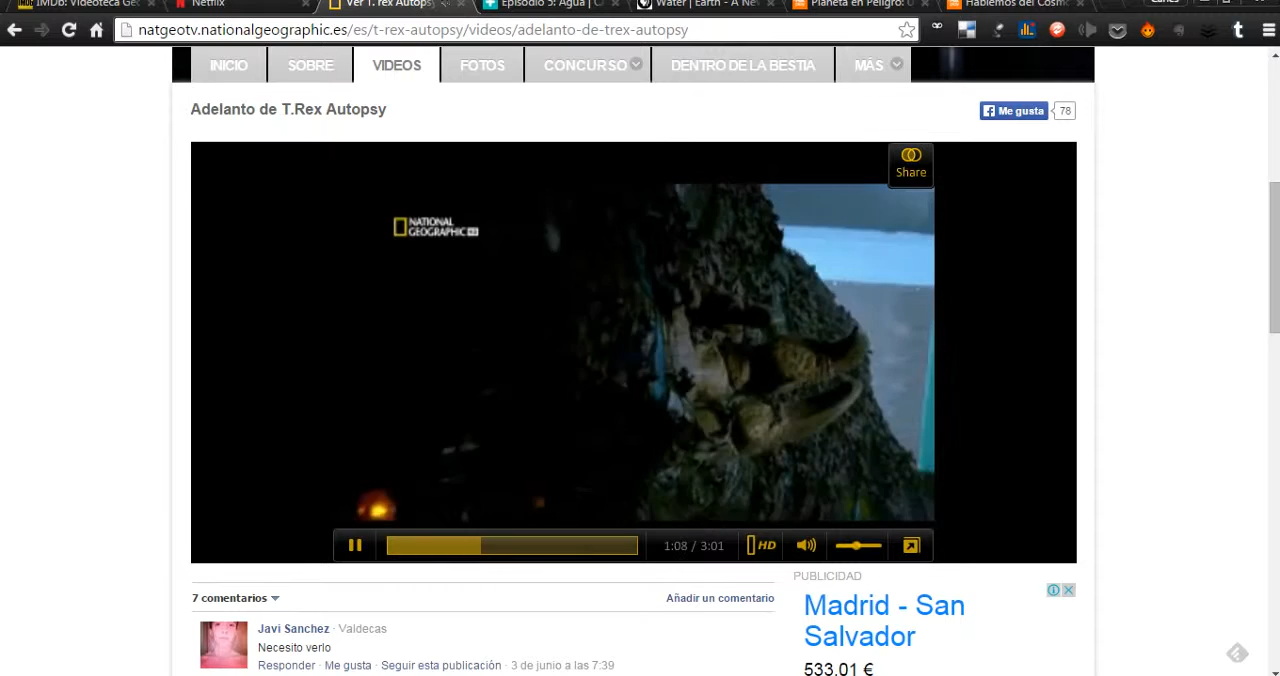 IMDb: Videoteca Geo
Netflix
Ver T. rex Autops
Episodio 5: Agua | C
Water | Earth - A Ne
Planeta en Peligro:
Hablemos del Cosm
natgeotv.nationalgeographic.es/es/t-rex-autopsy/videos/adelanto-de-trex-autopsy
INICIO
SOBRE
VIDEOS
FOTOS
CONCURSO
DENTRO DE LA BESTIA
MÁS
Adelanto de T.Rex Autopsy
Me gusta 78
Share
NATIONAL
GEOGRAPHIC HD
1:08 / 3:01
HD
7 comentarios
Añadir un comentario
PUBLICIDAD
Madrid - San
Salvador
533.01 €
Javi Sanchez · Valdecas
Necesito verlo
Responder · Me gusta · Seguir esta publicación · 3 de junio a las 7:39